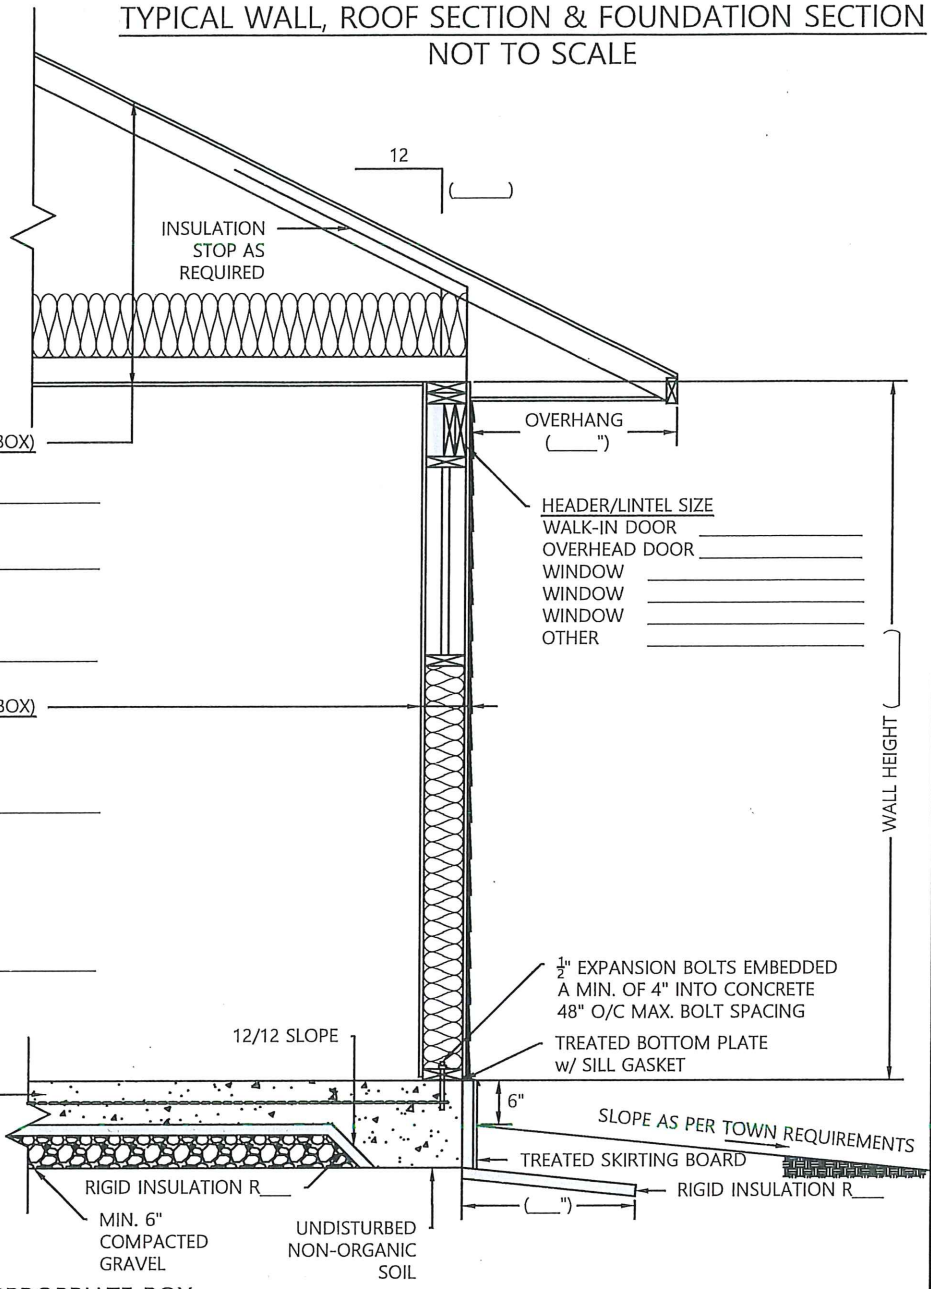 TYPICAL WALL, ROOF SECTION & FOUNDATION SECTION
NOT TO SCALE
12
(_____)
INSULATION
STOP AS
REQUIRED
OVERHANG
(____")
BOX)
HEADER/LINTEL SIZE
WALK-IN DOOR
OVERHEAD DOOR
WINDOW
WINDOW
WINDOW
OTHER
BOX)
WALL HEIGHT (_____)
½" EXPANSION BOLTS EMBEDDED
A MIN. OF 4" INTO CONCRETE
48" O/C MAX. BOLT SPACING
12/12 SLOPE
TREATED BOTTOM PLATE
w/ SILL GASKET
6"
SLOPE AS PER TOWN REQUIREMENTS
TREATED SKIRTING BOARD
RIGID INSULATION R___
RIGID INSULATION R___
(___")
MIN. 6"
COMPACTED
GRAVEL
UNDISTURBED
NON-ORGANIC
SOIL